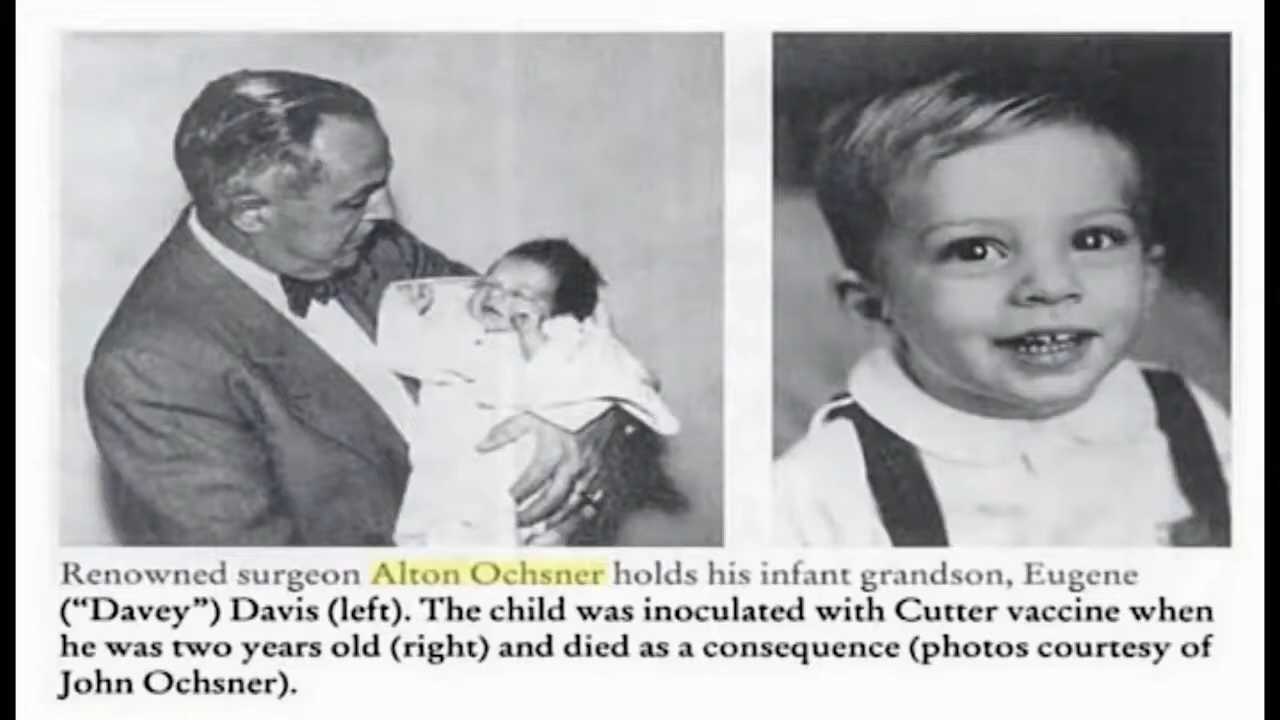 Renowned surgeon Alton Ochsner holds his infant grandson, Eugene
(“Davey”) Davis (left). The child was inoculated with Cutter vaccine when
he was two years old (right) and died as a consequence (photos courtesy of
John Ochsner).